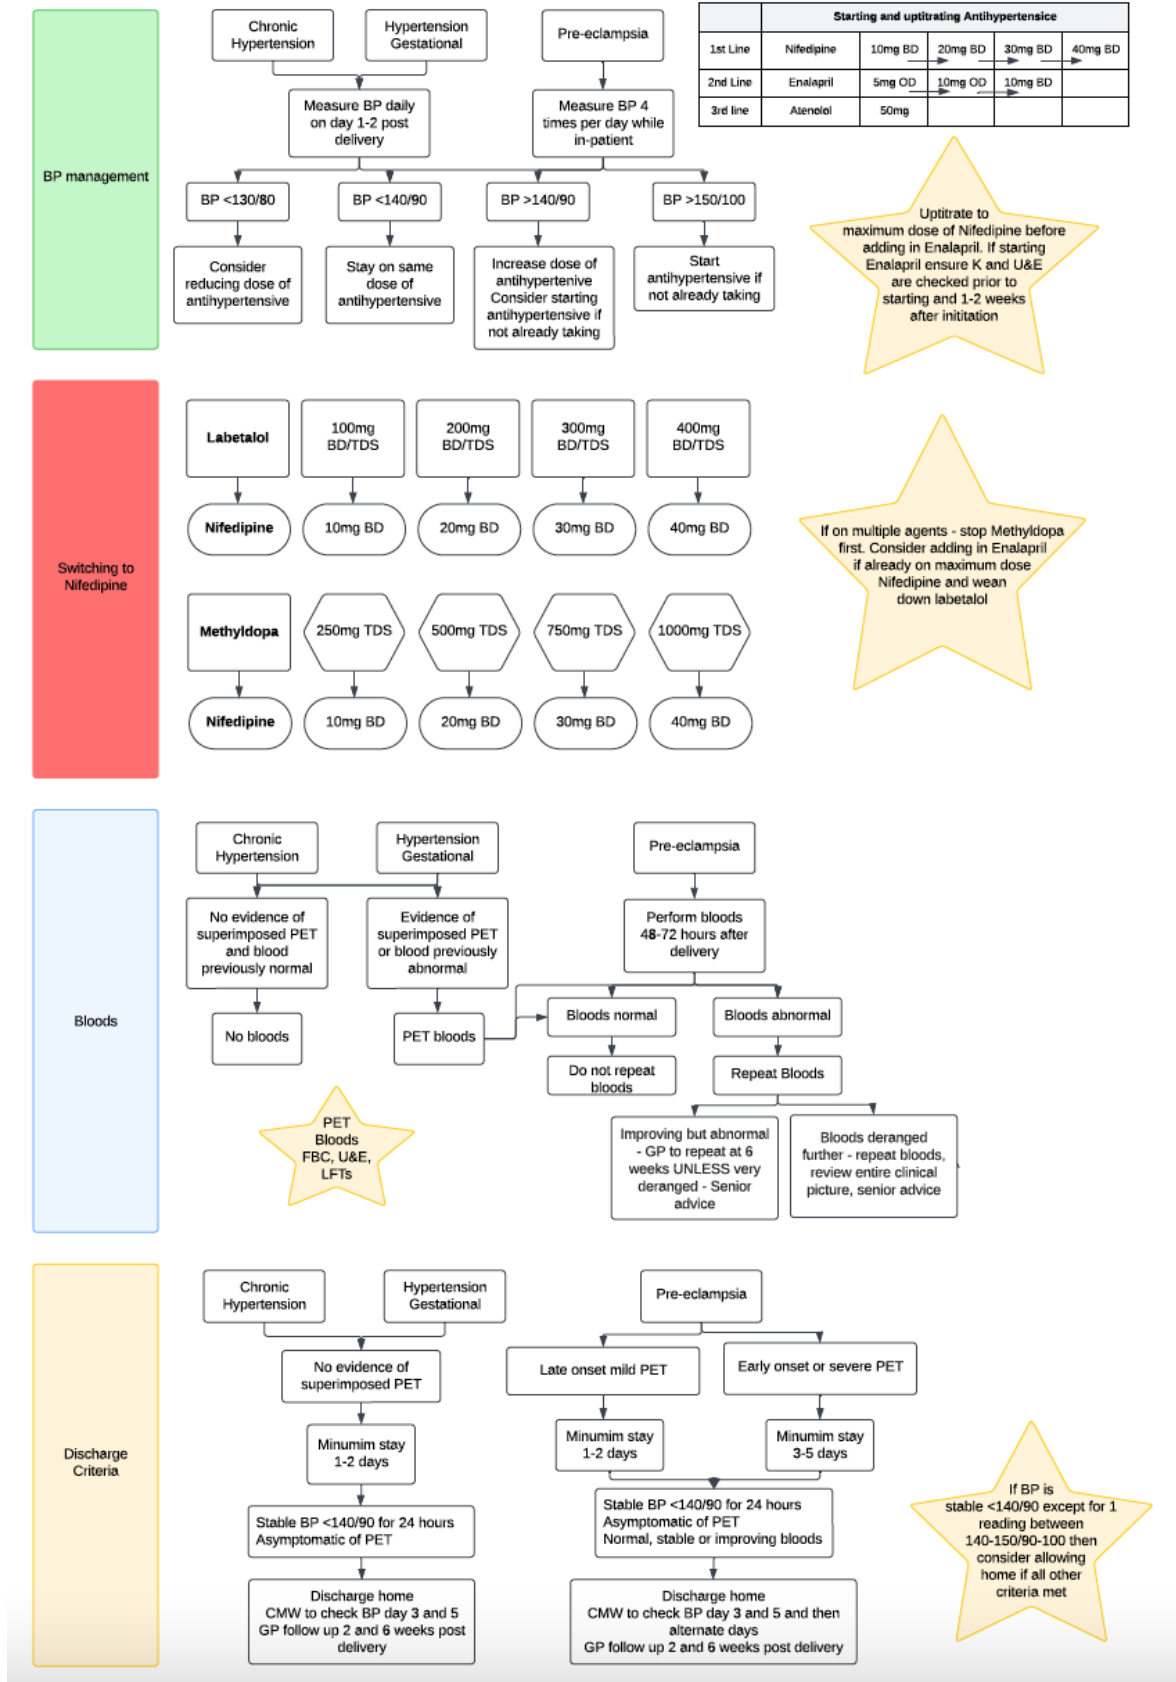 Starting and uptitrating Antihypertensice
1st Line Nifedipine 10mg BD 20mg BD 30mg BD 40mg BD
2nd Line Enalapril 5mg OD 10mg OD 10mg BD
3rd line Atenolol 50mg
BP management
Chronic
Hypertension
Hypertension
Gestational
Pre-eclampsia
Measure BP daily
on day 1-2 post
delivery
Measure BP 4
times per day while
in-patient
BP <130/80
BP <140/90
BP >140/90
BP >150/100
Consider
reducing dose of
antihypertensive
Stay on same
dose of
antihypertensive
Increase dose of
antihypertenive
Consider starting
antihypertensive if
not already taking
Start
antihypertensive if
not already taking
Uptitrate to
maximum dose of Nifedipine before
adding in Enalapril. If starting
Enalapril ensure K and U&E
are checked prior to
starting and 1-2 weeks
after inititation
Switching to
Nifedipine
Labetalol
100mg
BD/TDS
200mg
BD/TDS
300mg
BD/TDS
400mg
BD/TDS
Nifedipine
10mg BD
20mg BD
30mg BD
40mg BD
Methyldopa
250mg TDS
500mg TDS
750mg TDS
1000mg TDS
Nifedipine
10mg BD
20mg BD
30mg BD
40mg BD
If on multiple agents - stop Methyldopa
first. Consider adding in Enalapril
if already on maximum dose
Nifedipine and wean
down labetalol
Bloods
Chronic
Hypertension
Hypertension
Gestational
Pre-eclampsia
No evidence of
superimposed PET
and blood
previously normal
Evidence of
superimposed PET
or blood previously
abnormal
Perform bloods
48-72 hours after
delivery
No bloods
PET bloods
Bloods normal
Bloods abnormal
Do not repeat
bloods
Repeat Bloods
PET
Bloods
FBC, U&E,
LFTs
Improving but abnormal
- GP to repeat at 6
weeks UNLESS very
deranged - Senior
advice
Bloods deranged
further - repeat bloods,
review entire clinical
picture, senior advice
Discharge
Criteria
Chronic
Hypertension
Hypertension
Gestational
Pre-eclampsia
No evidence of
superimposed PET
Late onset mild PET
Early onset or severe PET
Minumim stay
1-2 days
Minumim stay
1-2 days
Minumim stay
3-5 days
Stable BP <140/90 for 24 hours
Asymptomatic of PET
Stable BP <140/90 for 24 hours
Asymptomatic of PET
Normal, stable or improving bloods
Discharge home
CMW to check BP day 3 and 5
GP follow up 2 and 6 weeks post
delivery
Discharge home
CMW to check BP day 3 and 5 and then
alternate days
GP follow up 2 and 6 weeks post delivery
If BP is
stable <140/90 except for 1
reading between
140-150/90-100 then
consider allowing
home if all other
criteria met